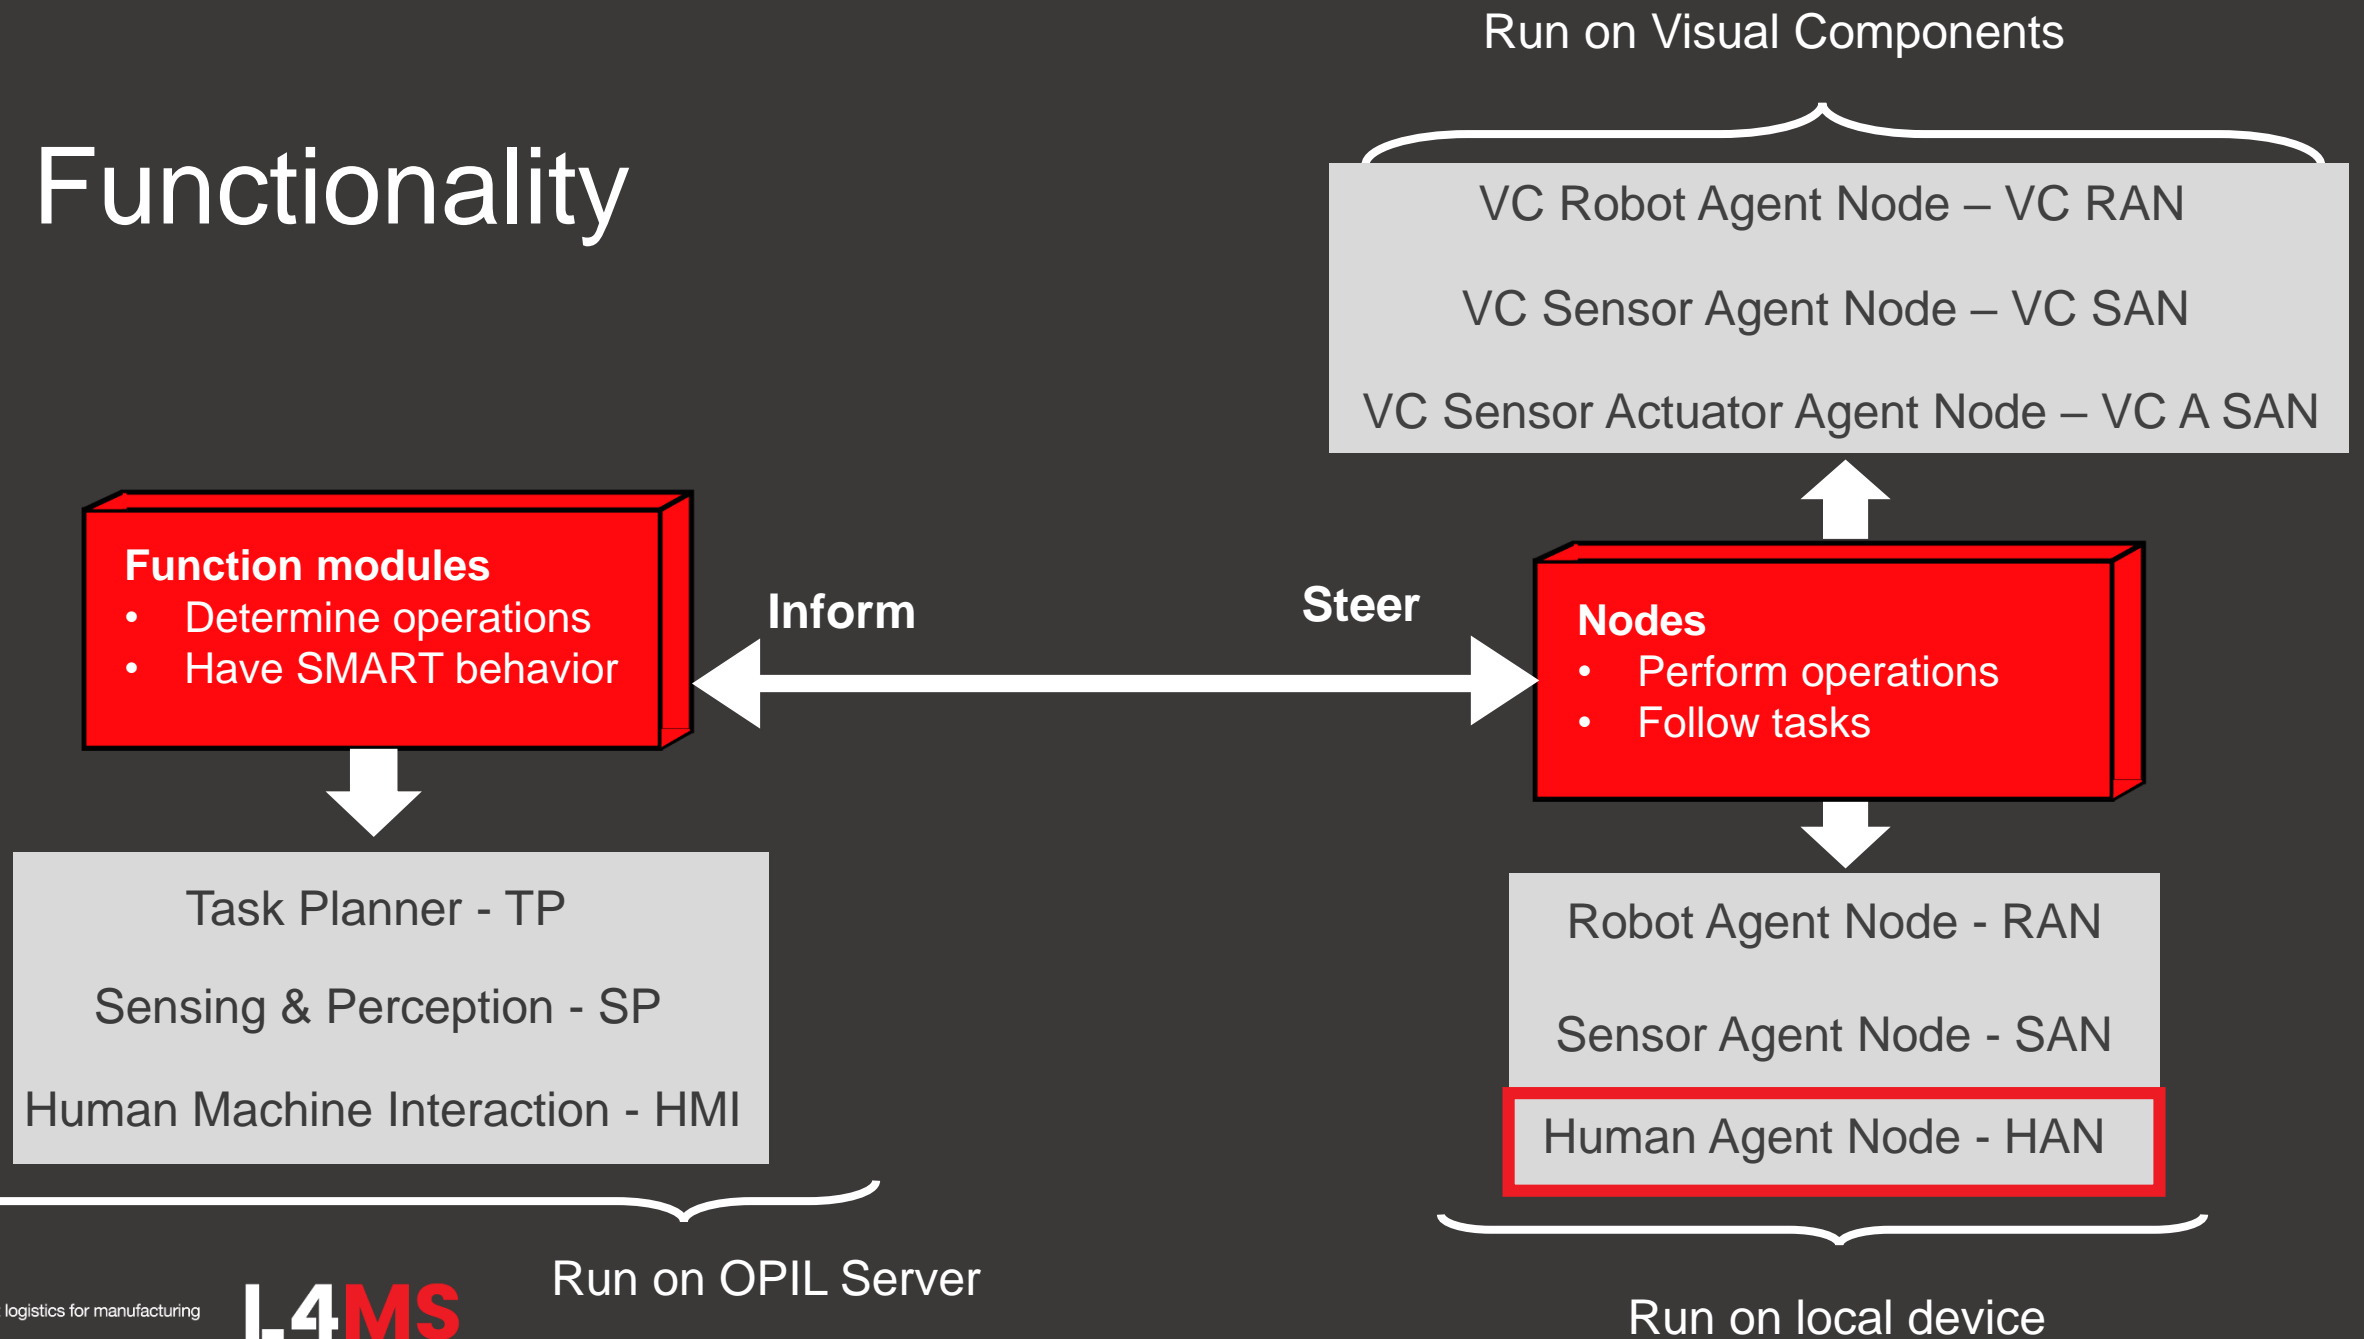 Run on Visual Components
Functionality
VC Robot Agent Node – VC RAN
VC Sensor Agent Node – VC SAN
VC Sensor Actuator Agent Node – VC A SAN
Function modules
• Determine operations
• Have SMART behavior
Inform
Steer
Nodes
• Perform operations
• Follow tasks
Task Planner - TP
Sensing & Perception - SP
Human Machine Interaction - HMI
Robot Agent Node - RAN
Sensor Agent Node - SAN
Human Agent Node - HAN
Run on OPIL Server
Run on local device
logistics for manufacturing
L4MS